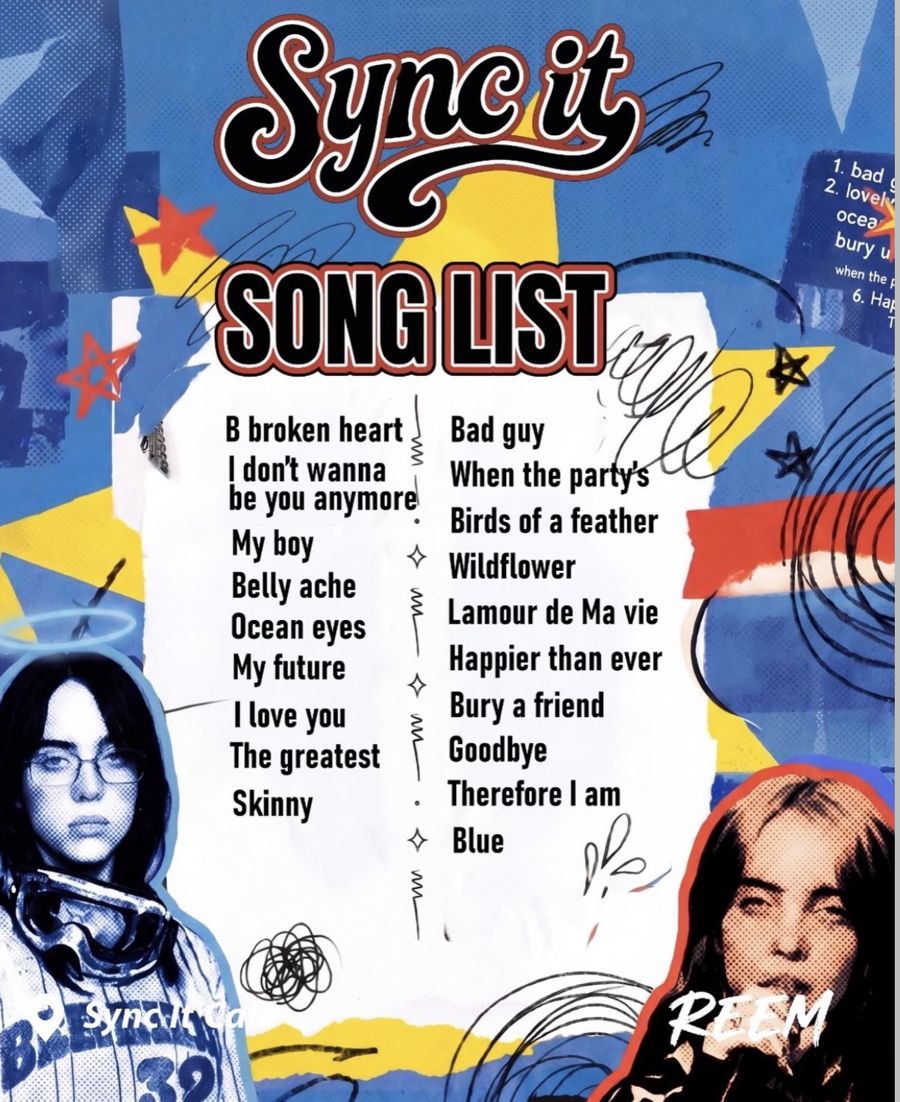 Sync it
SONG LIST
1. bad
2. lovely
ocea
bury u
when the p
6. Hap
T
B broken heart
I don't wanna
be you anymore
My boy
Belly ache
Ocean eyes
My future
I love you
The greatest
Skinny
Bad guy
When the party's
Birds of a feather
Wildflower
Lamour de Ma vie
Happier than ever
Bury a friend
Goodbye
Therefore I am
Blue
Sync It Cafe
39
REEM